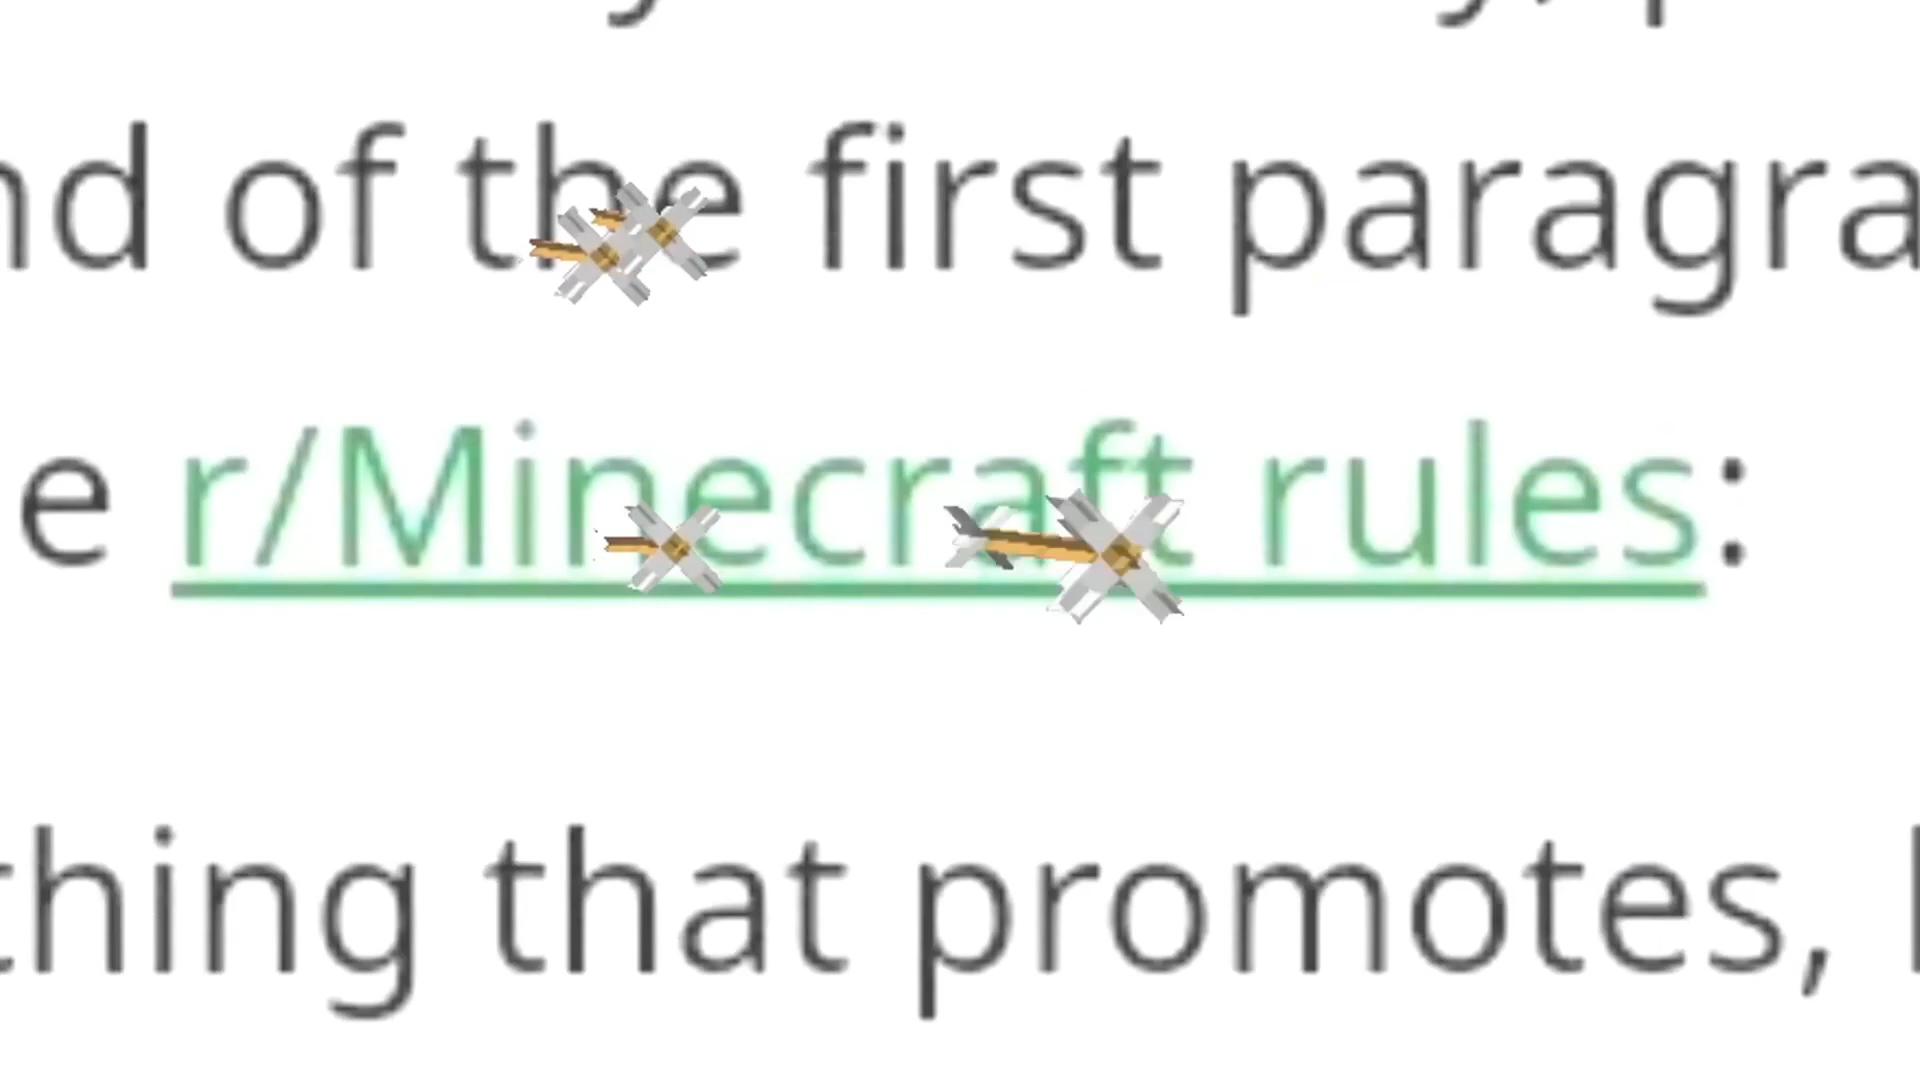 nd of the first paragra
e r/Minecraft rules:
thing that promotes,